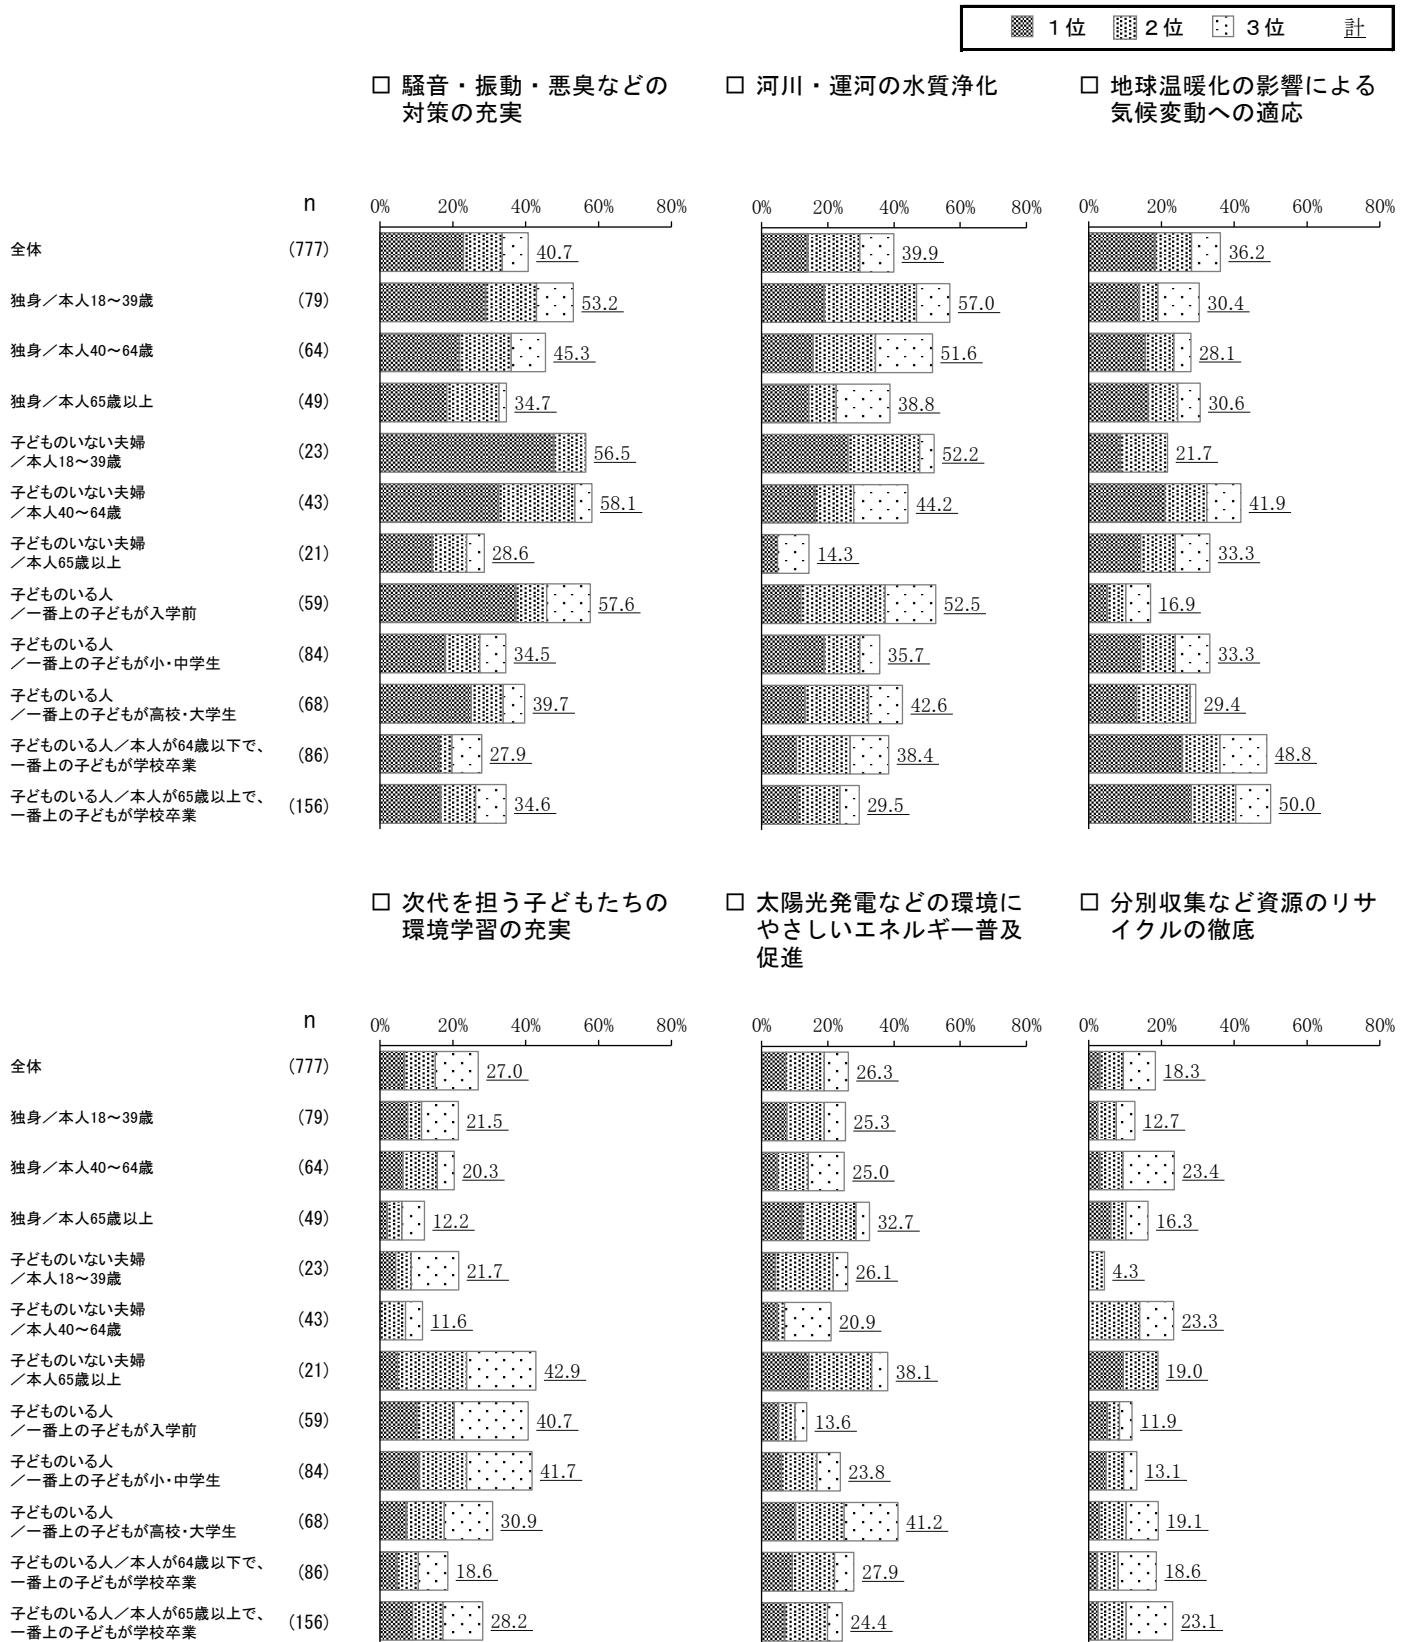 1位 2位 3位 計
□ 騒音・振動・悪臭などの
対策の充実
□ 河川・運河の水質浄化
□ 地球温暖化の影響による
気候変動への適応
n
0% 20% 40% 60% 80%
0% 20% 40% 60% 80%
0% 20% 40% 60% 80%
全体 (777) 40.7 39.9 36.2
独身／本人18～39歳 (79) 53.2 57.0 30.4
独身／本人40～64歳 (64) 45.3 51.6 28.1
独身／本人65歳以上 (49) 34.7 38.8 30.6
子どものいない夫婦
／本人18～39歳 (23) 56.5 52.2 21.7
子どものいない夫婦
／本人40～64歳 (43) 58.1 44.2 41.9
子どものいない夫婦
／本人65歳以上 (21) 28.6 14.3 33.3
子どものいる人
／一番上の子どもが入学前 (59) 57.6 52.5 16.9
子どものいる人
／一番上の子どもが小・中学生 (84) 34.5 35.7 33.3
子どものいる人
／一番上の子どもが高校・大学生 (68) 39.7 42.6 29.4
子どものいる人／本人が64歳以下で、
一番上の子どもが学校卒業 (86) 27.9 38.4 48.8
子どものいる人／本人が65歳以上で、
一番上の子どもが学校卒業 (156) 34.6 29.5 50.0
□ 次代を担う子どもたちの
環境学習の充実
□ 太陽光発電などの環境に
やさしいエネルギー普及
促進
□ 分別収集など資源のリサ
イクルの徹底
n
0% 20% 40% 60% 80%
0% 20% 40% 60% 80%
0% 20% 40% 60% 80%
全体 (777) 27.0 26.3 18.3
独身／本人18～39歳 (79) 21.5 25.3 12.7
独身／本人40～64歳 (64) 20.3 25.0 23.4
独身／本人65歳以上 (49) 12.2 32.7 16.3
子どものいない夫婦
／本人18～39歳 (23) 21.7 26.1 4.3
子どものいない夫婦
／本人40～64歳 (43) 11.6 20.9 23.3
子どものいない夫婦
／本人65歳以上 (21) 42.9 38.1 19.0
子どものいる人
／一番上の子どもが入学前 (59) 40.7 13.6 11.9
子どものいる人
／一番上の子どもが小・中学生 (84) 41.7 23.8 13.1
子どものいる人
／一番上の子どもが高校・大学生 (68) 30.9 41.2 19.1
子どものいる人／本人が64歳以下で、
一番上の子どもが学校卒業 (86) 18.6 27.9 18.6
子どものいる人／本人が65歳以上で、
一番上の子どもが学校卒業 (156) 28.2 24.4 23.1